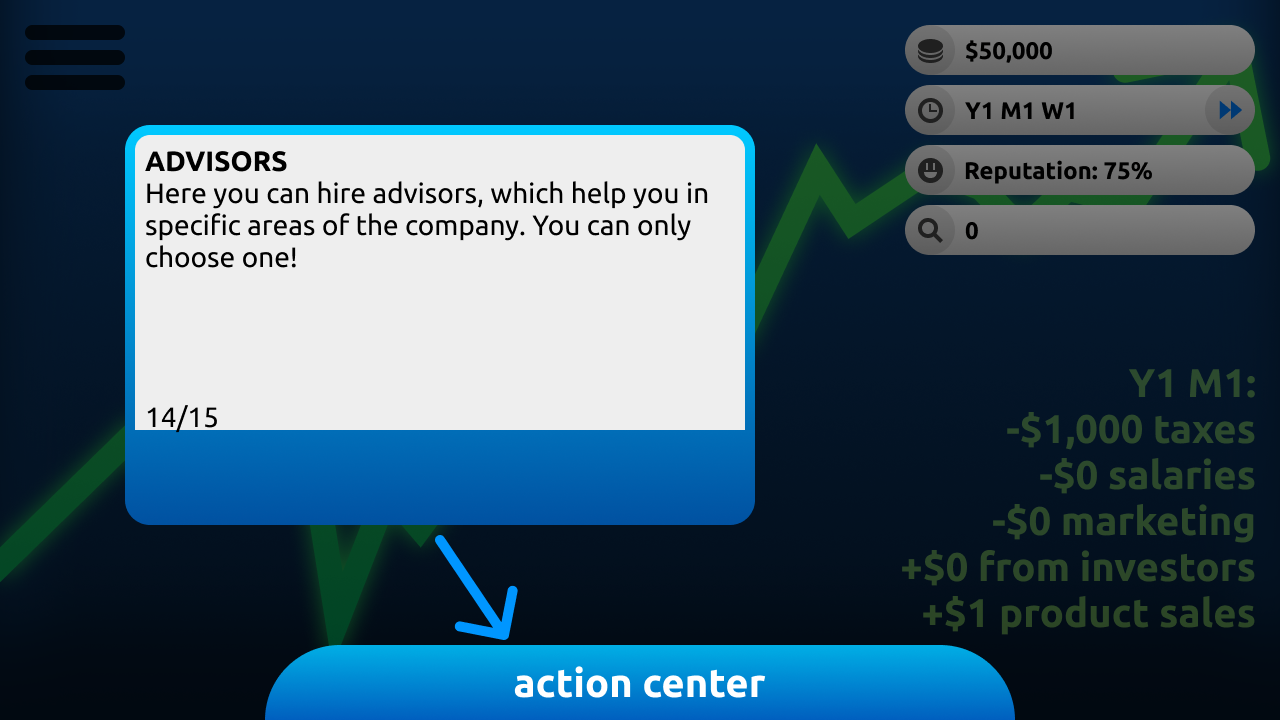 $50,000
Y1 M1 W1
Reputation: 75%
0
ADVISORS
Here you can hire advisors, which help you in
specific areas of the company. You can only
choose one!
14/15
Y1 M1:
-$1,000 taxes
-$0 salaries
-$0 marketing
+$0 from investors
+$1 product sales
action center